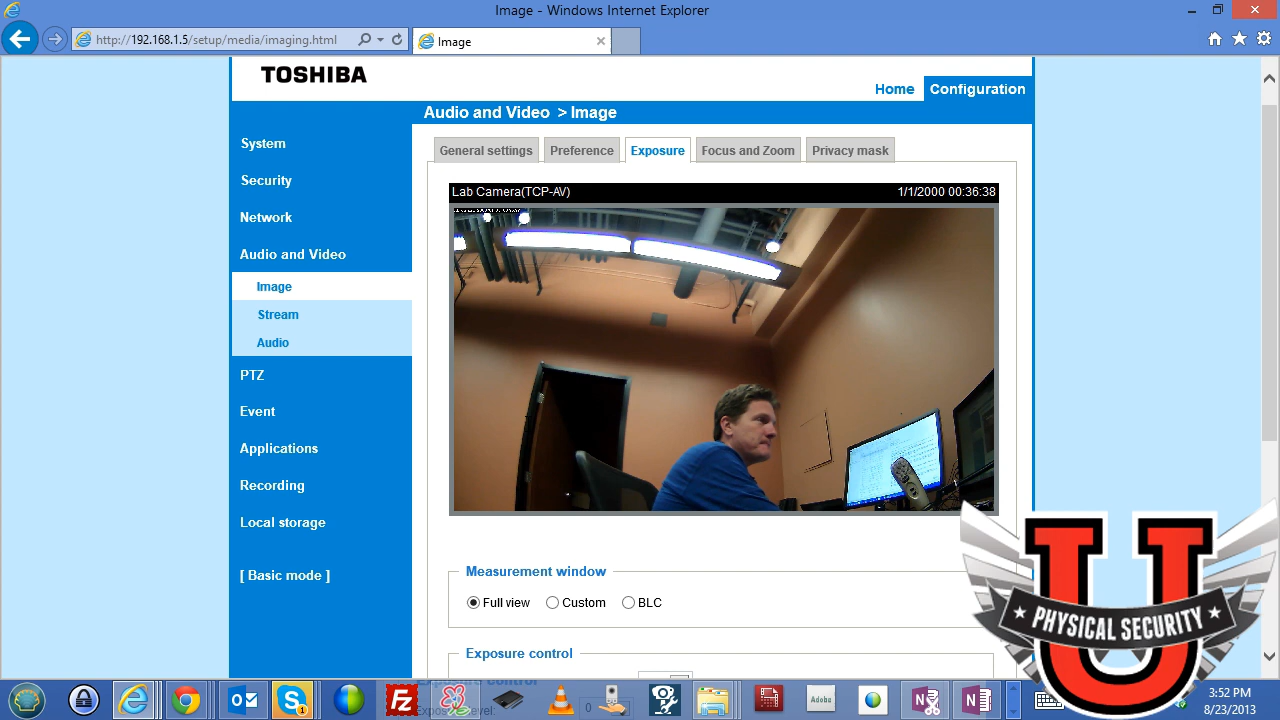 Image - Windows Internet Explorer
http://192.168.1.5/setup/media/imaging.html
Image
TOSHIBA
Home
Configuration
Audio and Video > Image
System
Security
Network
Audio and Video
Image
Stream
Audio
PTZ
Event
Applications
Recording
Local storage
[ Basic mode ]
General settings
Preference
Exposure
Focus and Zoom
Privacy mask
Lab Camera(TCP-AV)
1/1/2000 00:36:38
Measurement window
Full view
Custom
BLC
Exposure control
U
PHYSICAL SECURITY
Adobe
3:52 PM
8/23/2013